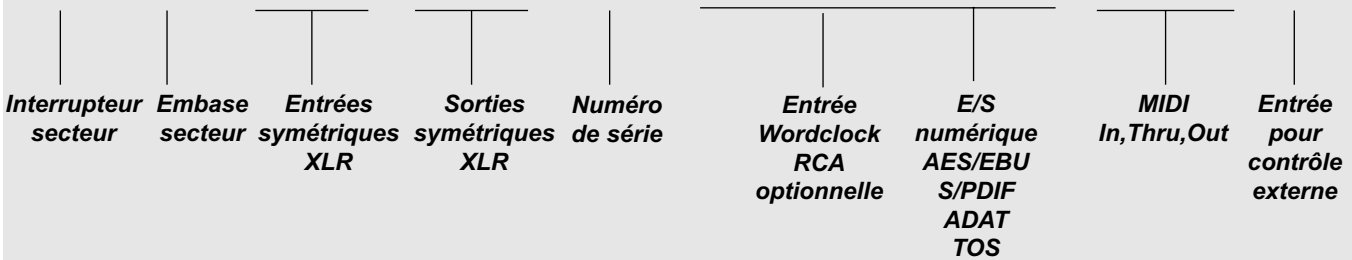 Interrupteur
secteur
Embase
secteur
Entrées
symétriques
XLR
Sorties
symétriques
XLR
Numéro
de série
Entrée
Wordclock
RCA
optionnelle
E/S
numérique
AES/EBU
S/PDIF
ADAT
TOS
MIDI
In,Thru,Out
Entrée
pour
contrôle
externe